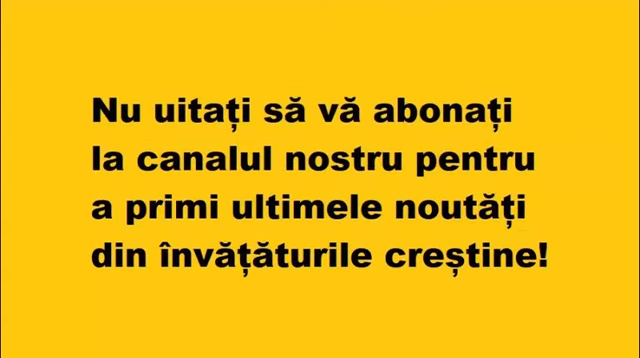 Nu uitați să vă abonați
la canalul nostru pentru
a primi ultimele noutăți
din învățăturile creștine!